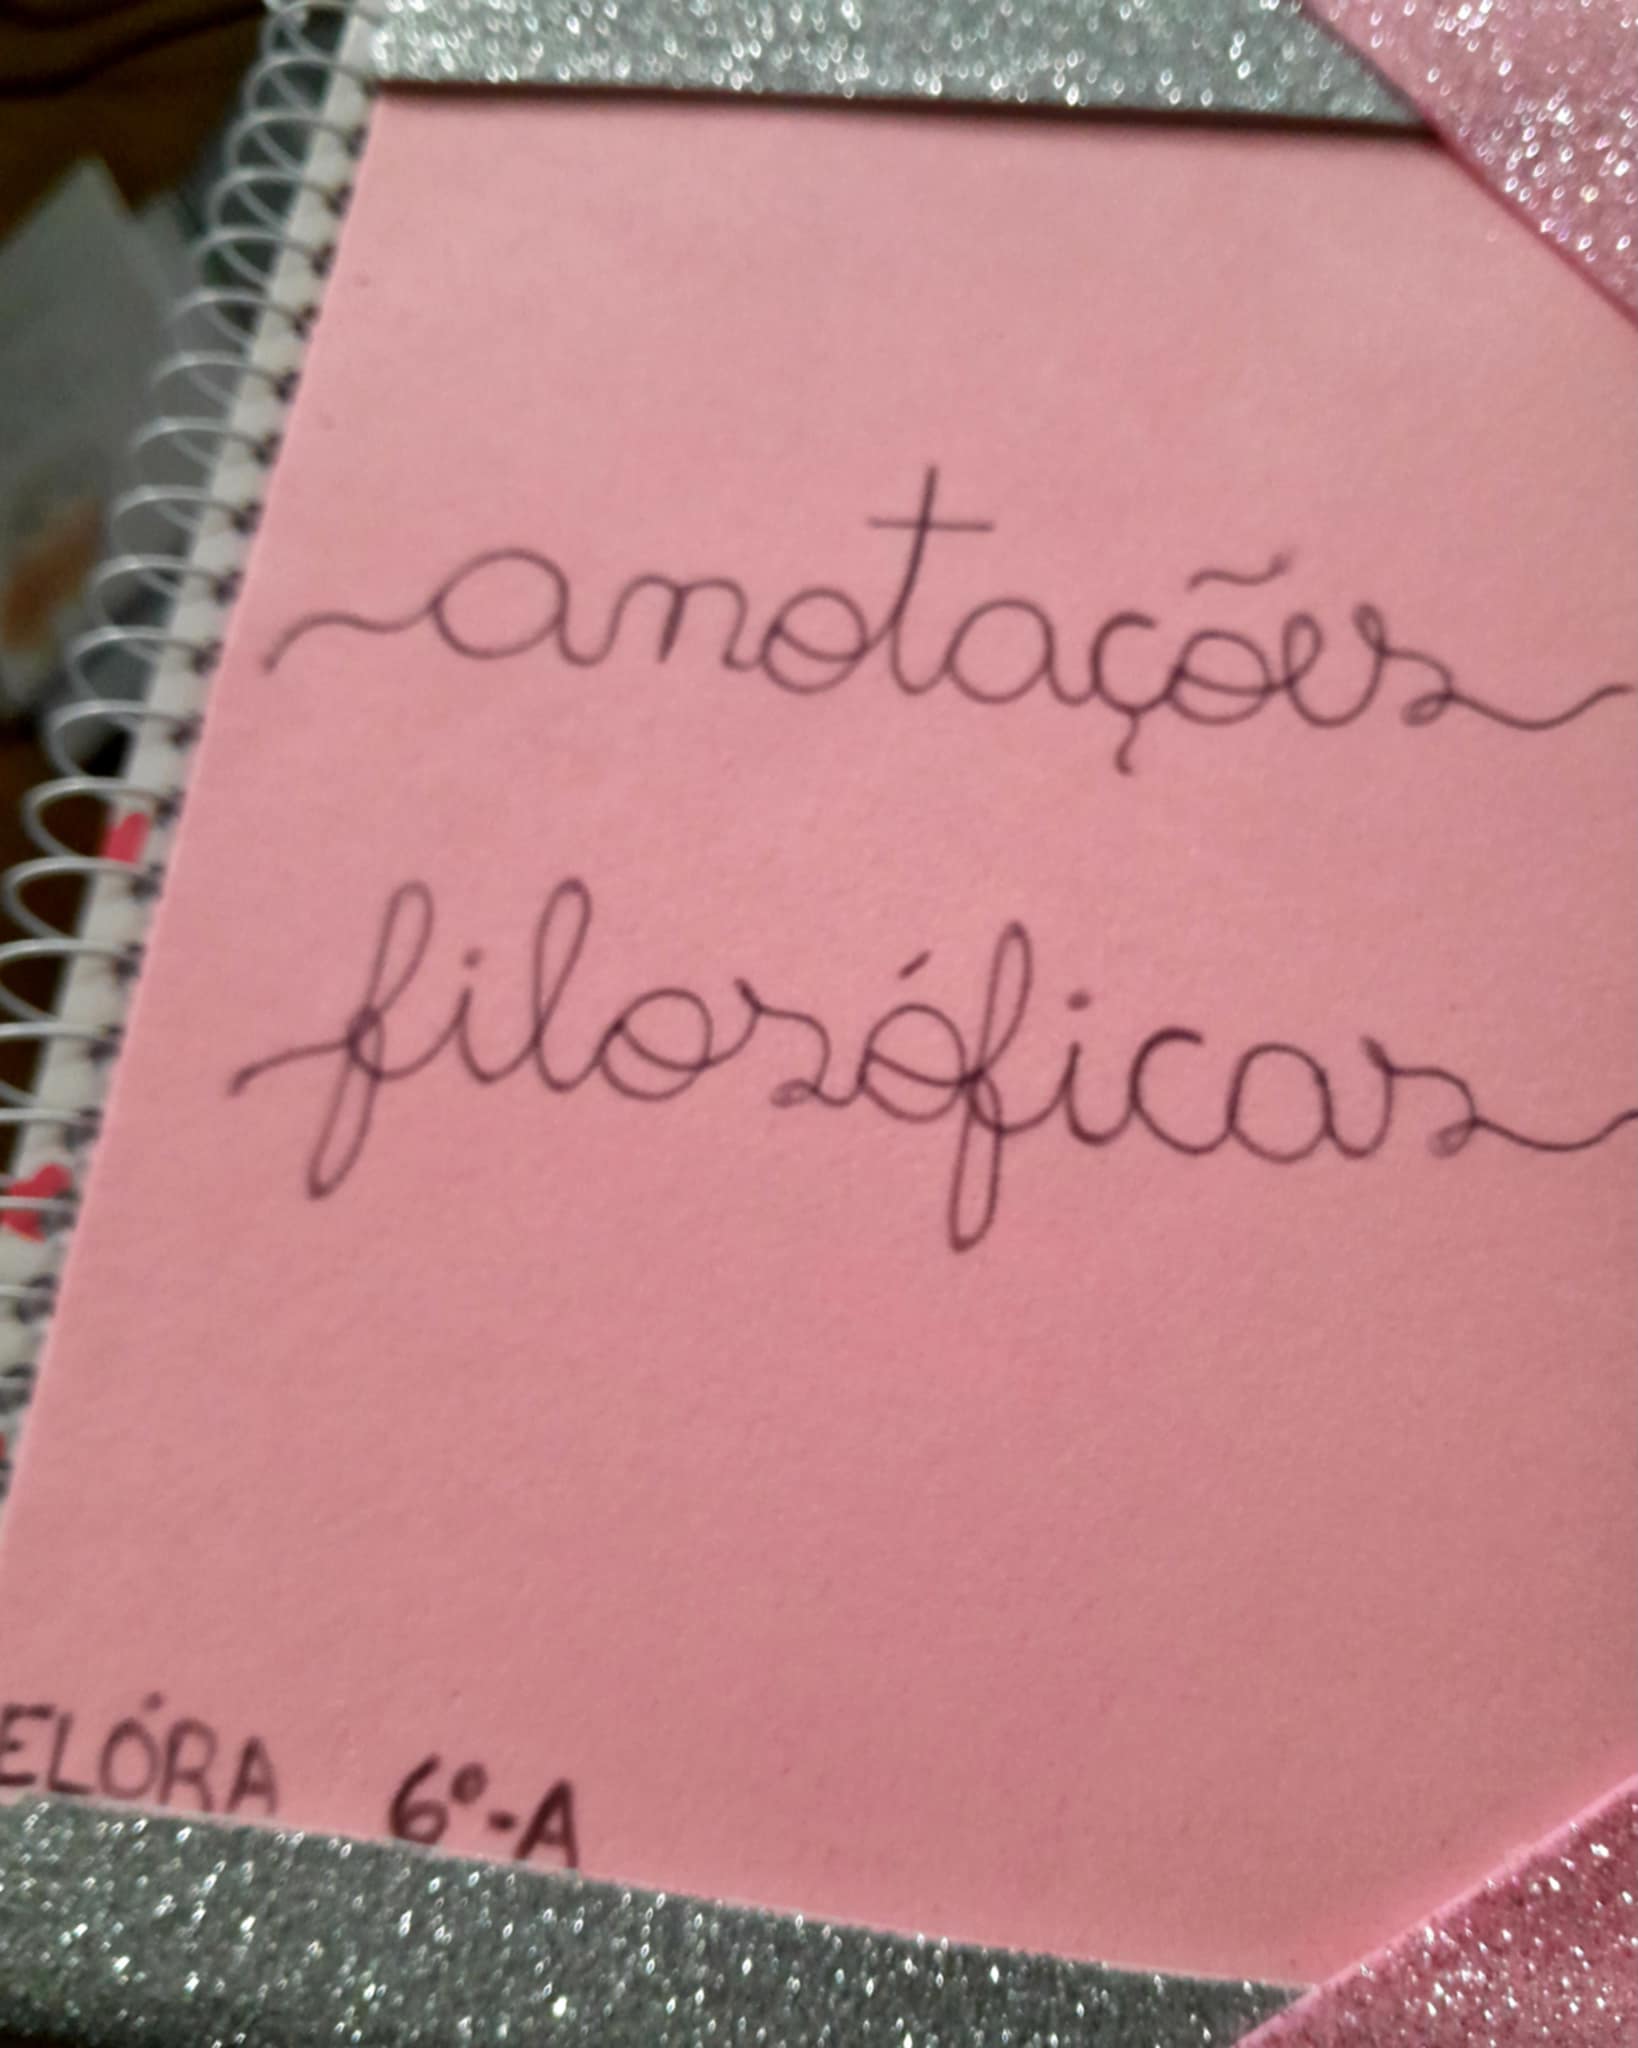 anotações
filosóficas
ELÓRA 6º-A